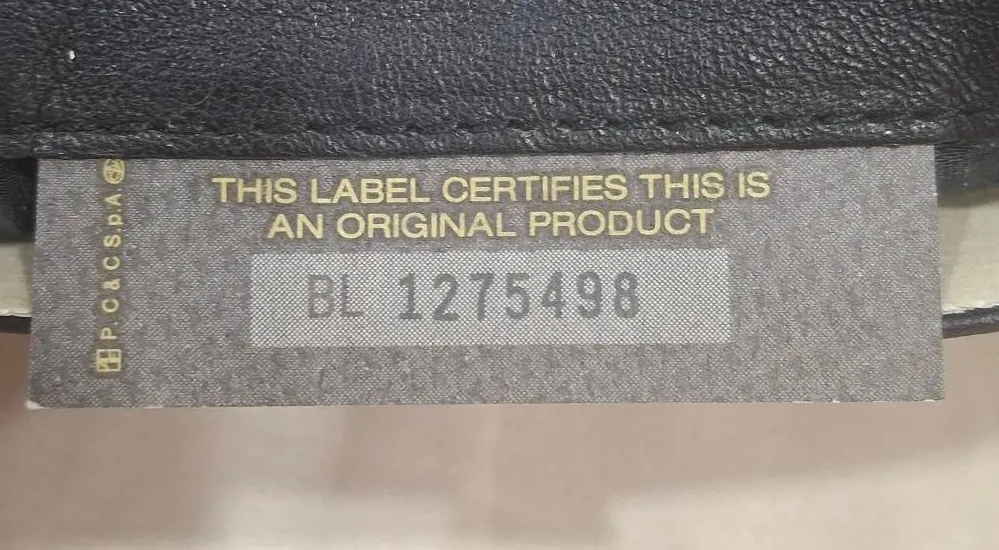 THIS LABEL CERTIFIES THIS IS
AN ORIGINAL PRODUCT
BL 1275498
P. C & C S.p.A